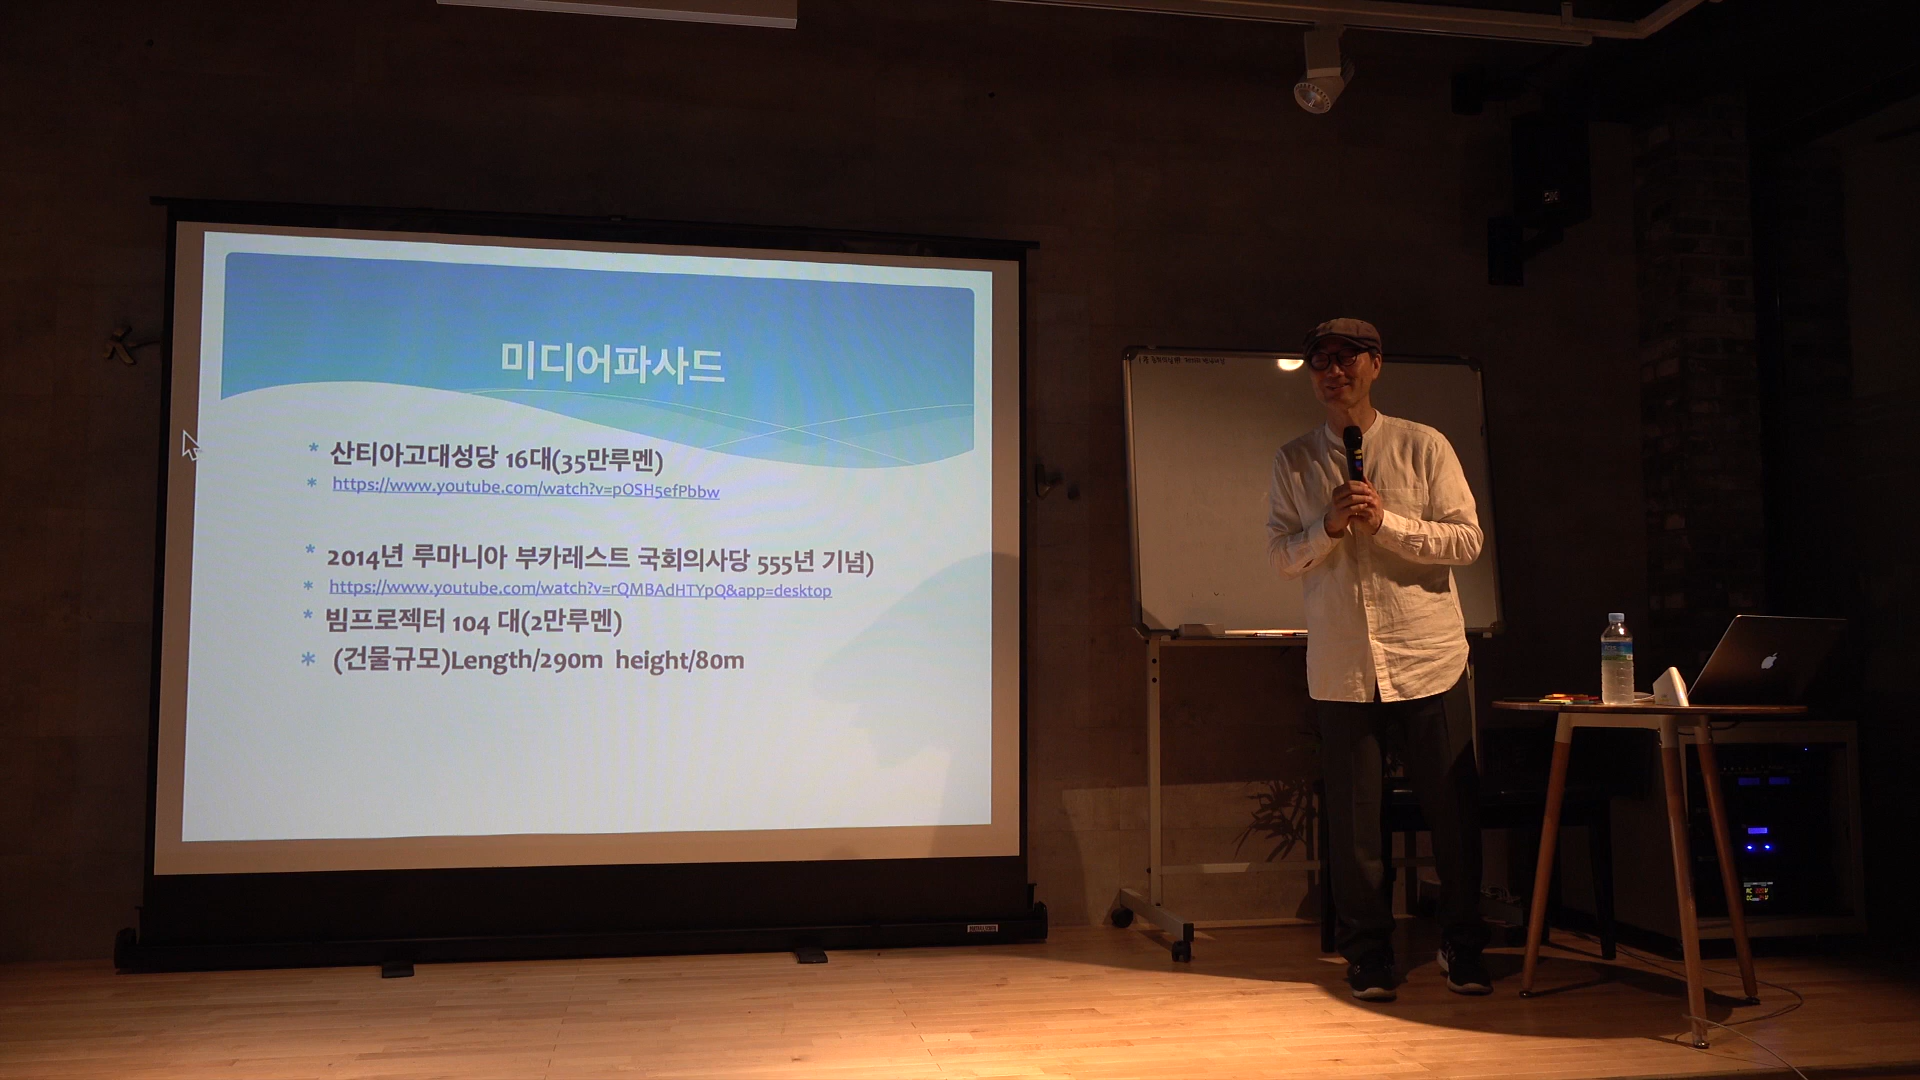 미디어파사드
* 산티아고대성당 16대(35만루멘)
* https://www.youtube.com/watch?v=pOSH5efPbbw
* 2014년 루마니아 부카레스트 국회의사당 555년 기념)
* https://www.youtube.com/watch?v=rQMBAdHTYpQ&app=desktop
* 빔프로젝터 104 대(2만루멘)
* (건물규모)Length/290m height/80m